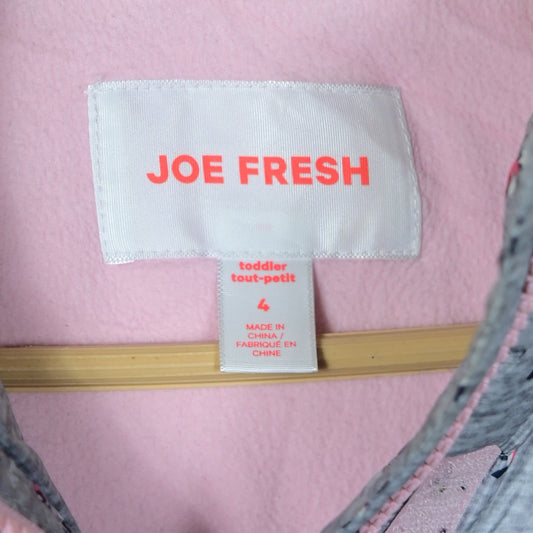 JOE FRESH
toddler
tout-petit
4
MADE IN
CHINA /
FABRIQUÉ EN
CHINE